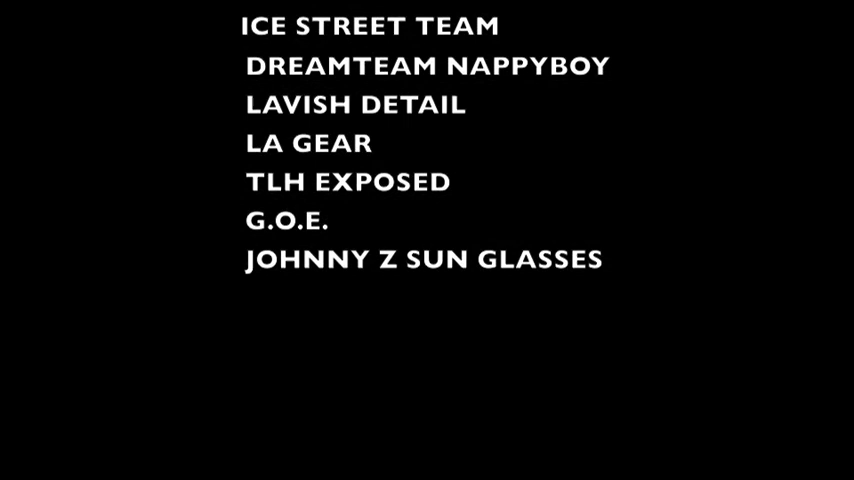 ICE STREET TEAM
DREAMTEAM NAPPYBOY
LAVISH DETAIL
LA GEAR
TLH EXPOSED
G.O.E.
JOHNNY Z SUN GLASSES